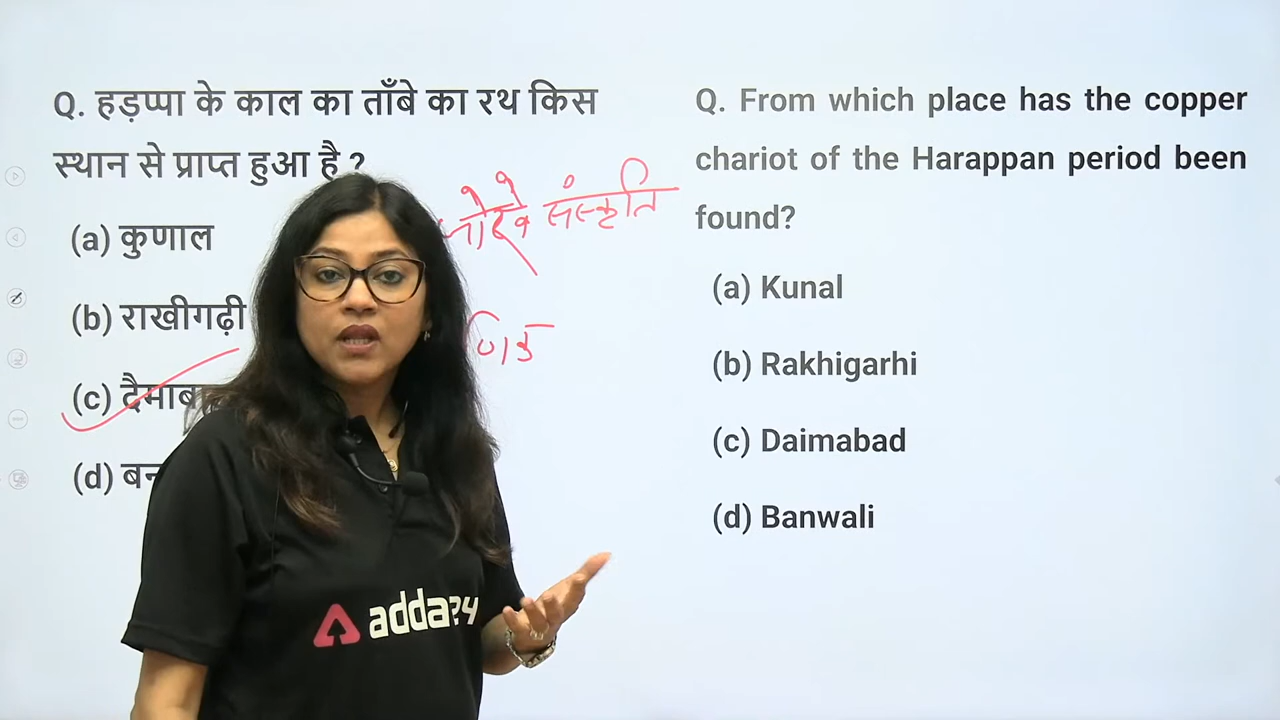 Q. हड़प्पा के काल का ताँबे का रथ किस
स्थान से प्राप्त हुआ है ?
(a) कुणाल
(b) राखीगढ़ी
(c)
(d)
संस्कृति
Q. From which place has the copper
chariot of the Harappan period been
found?
(a) Kunal
(b) Rakhigarhi
(c) Daimabad
(d) Banwali
adda24